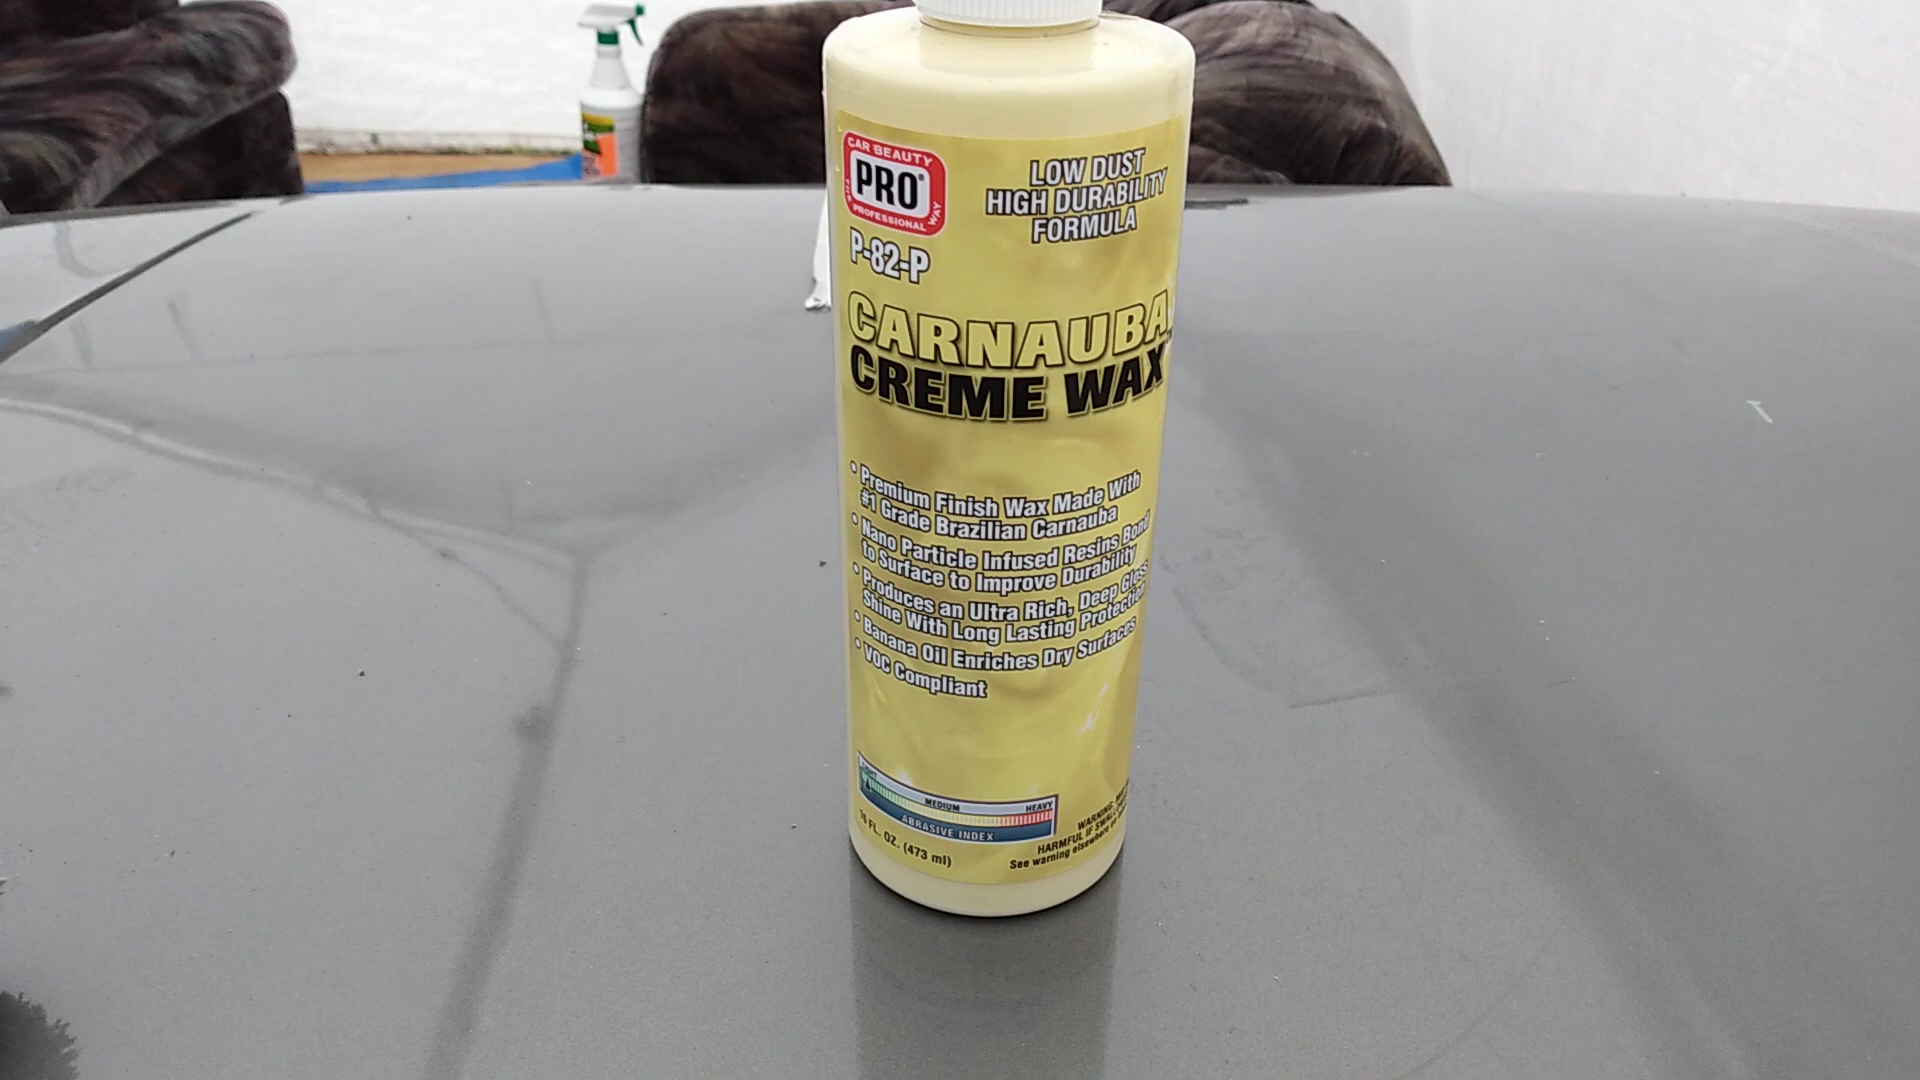 CAR BEAUTY
PRO®
THE PROFESSIONAL WAY
P-82-P
LOW DUST
HIGH DURABILITY
FORMULA
CARNAUBA
CREME WAX
• Premium Finish Wax Made With
#1 Grade Brazilian Carnauba
• Nano Particle Infused Resins Bond
to Surface to Improve Durability
• Produces an Ultra Rich, Deep Gloss
Shine With Long Lasting Protection
• Banana Oil Enriches Dry Surfaces
• VOC Compliant
LIGHT
MEDIUM
HEAVY
ABRASIVE INDEX
16 FL. OZ. (473 ml)
WARNING:
HARMFUL IF
See warning elsewhere